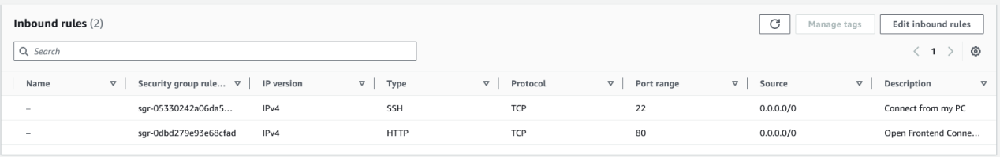 Inbound rules (2)
Manage tags
Edit inbound rules
Search
1
Name Security group rule... IP version Type Protocol Port range Source Description
– sgr-05330242a06da5... IPv4 SSH TCP 22 0.0.0.0/0 Connect from my PC
– sgr-0dbd279e93e68cfad IPv4 HTTP TCP 80 0.0.0.0/0 Open Frontend Conne...